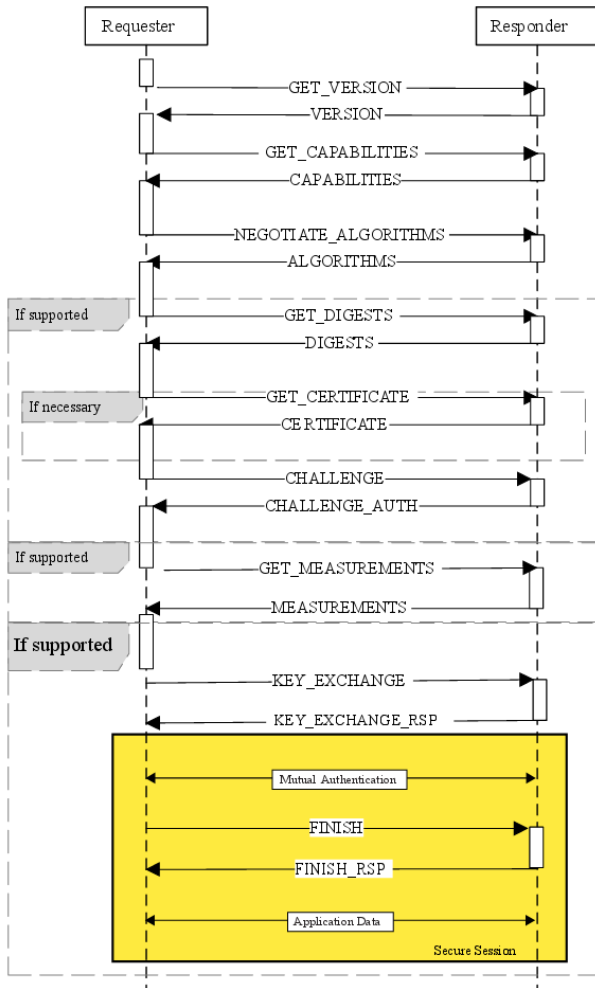 Requester
Responder
GET_VERSION
VERSION
GET_CAPABILITIES
CAPABILITIES
NEGOTIATE_ALGORITHMS
ALGORITHMS
If supported
GET_DIGESTS
DIGESTS
GET_CERTIFICATE
If necessary
CERTIFICATE
CHALLENGE
CHALLENGE_AUTH
If supported
GET_MEASUREMENTS
MEASUREMENTS
If supported
KEY_EXCHANGE
KEY_EXCHANGE_RSP
Mutual Authentication
FINISH
FINISH_RSP
Application Data
Secure Session